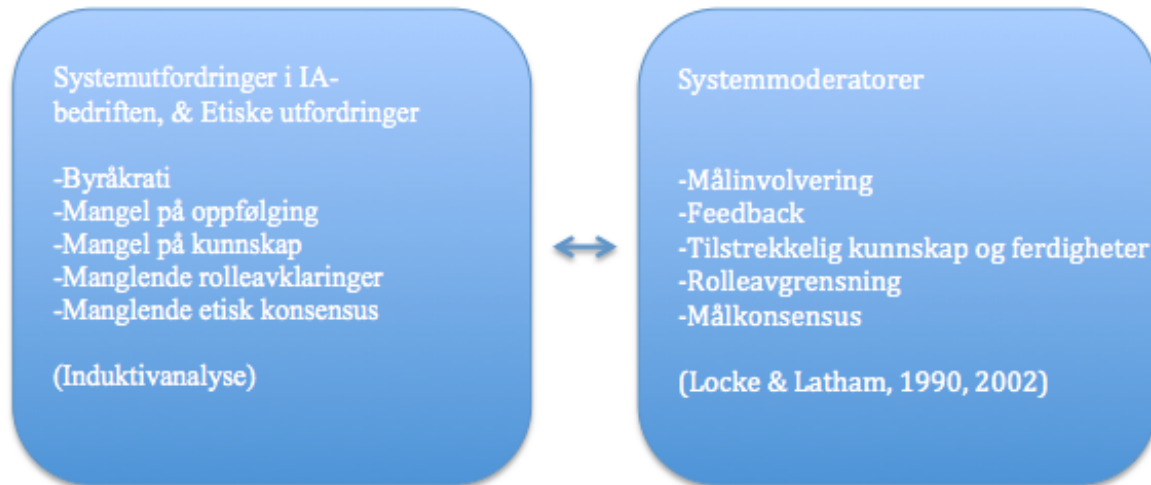 Systemutfordringer i IA-
bedriften, & Etiske utfordringer
-Byråkrati
-Mangel på oppfølging
-Mangel på kunnskap
-Manglende rolleavklaringer
-Manglende etisk konsensus
(Induktivanalyse)
Systemmoderatorer
-Målinvolvering
-Feedback
-Tilstrekkelig kunnskap og ferdigheter
-Rolleavgrensning
-Målkonsensus
(Locke & Latham, 1990, 2002)